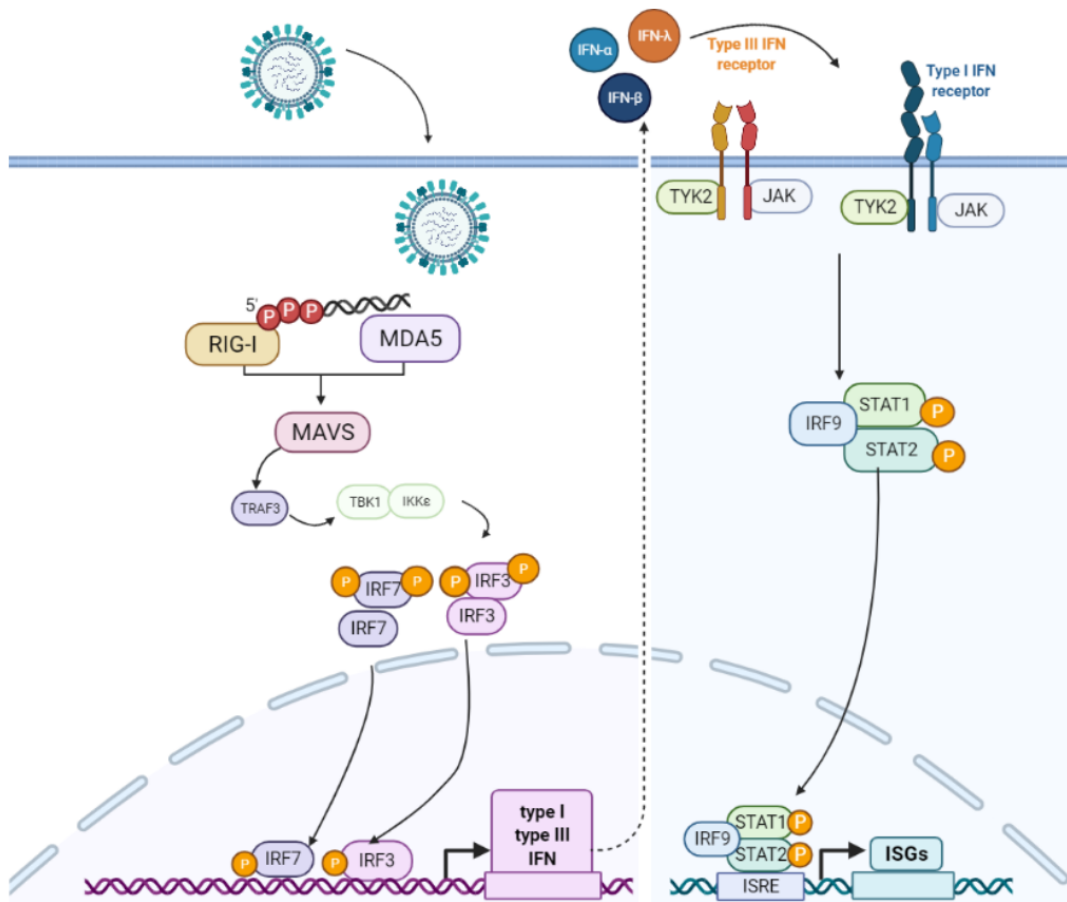 IFN-α
IFN-λ
IFN-β
Type III IFN
receptor
Type I IFN
receptor
TYK2
JAK
TYK2
JAK
5'
P
P
P
RIG-I
MDA5
MAVS
TRAF3
TBK1
IKKε
P
IRF7
P
IRF7
P
IRF3
P
IRF3
IRF9
STAT1
P
STAT2
P
type I
type III
IFN
P
IRF7
P
IRF3
IRF9
STAT1
P
STAT2
P
ISRE
ISGs